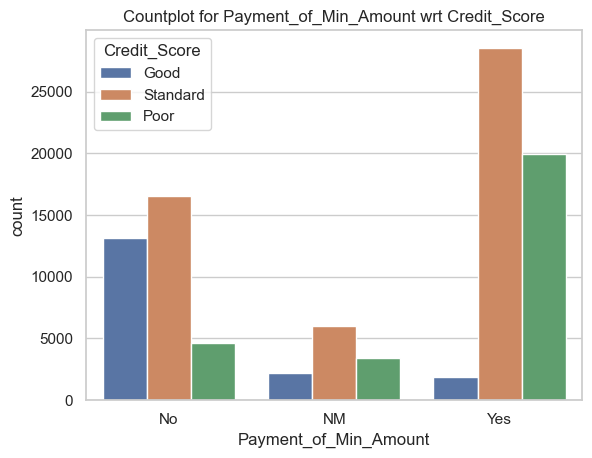 Countplot for Payment_of_Min_Amount wrt Credit_Score
Credit_Score
Good
Standard
Poor
25000
20000
15000
10000
5000
0
count
No NM Yes
Payment_of_Min_Amount